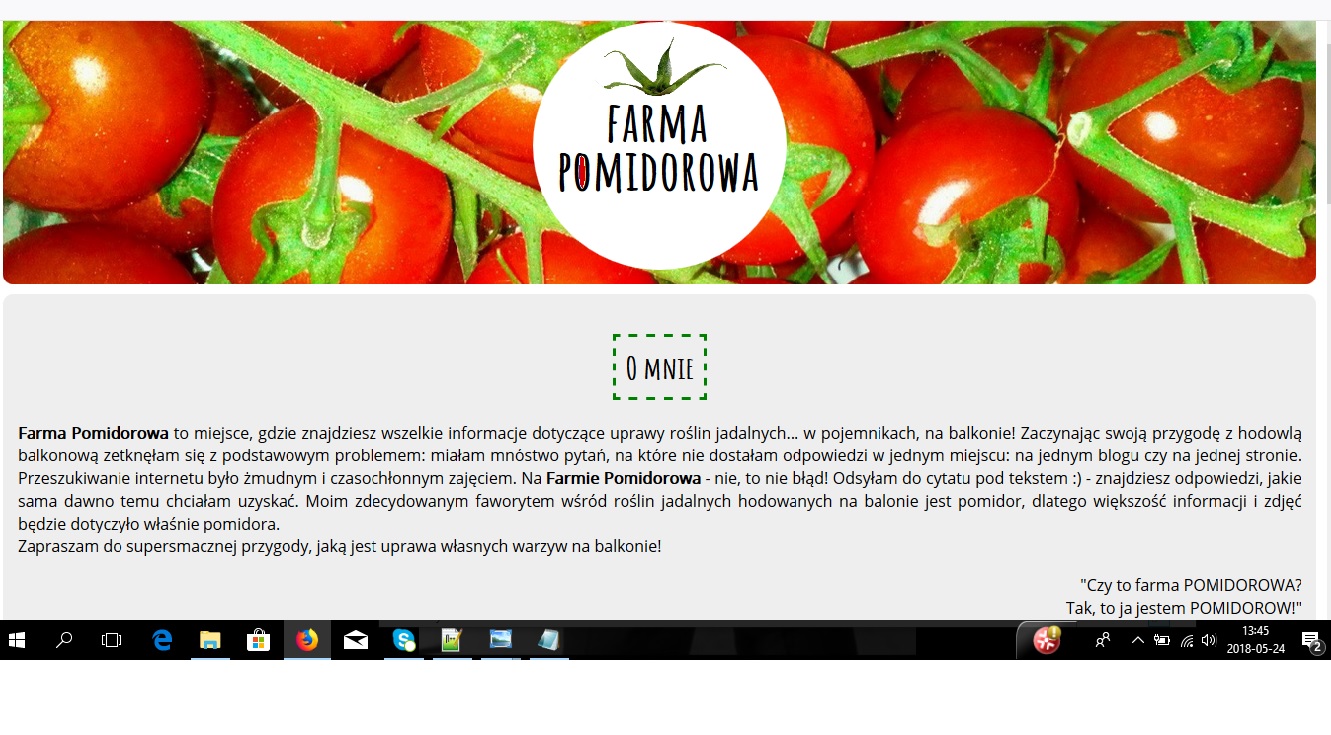 FARMA
POMIDOROWA
O MNIE
Farma Pomidorowa to miejsce, gdzie znajdziesz wszelkie informacje dotyczące uprawy roślin jadalnych... w pojemnikach, na balkonie! Zaczynając swoją przygodę z hodowlą
balkonową zetknęłam się z podstawowym problemem: miałam mnóstwo pytań, na które nie dostałam odpowiedzi w jednym miejscu: na jednym blogu czy na jednej stronie.
Przeszukiwanie internetu było żmudnym i czasochłonnym zajęciem. Na Farmie Pomidorowa - nie, to nie błąd! Odsyłam do cytatu pod tekstem :) - znajdziesz odpowiedzi, jakie
sama dawno temu chciałam uzyskać. Moim zdecydowanym faworytem wśród roślin jadalnych hodowanych na balonie jest pomidor, dlatego większość informacji i zdjęć
będzie dotyczyło właśnie pomidora.
Zapraszam do supersmacznej przygody, jaką jest uprawa własnych warzyw na balkonie!
"Czy to farma POMIDOROWA?
Tak, to ja jestem POMIDOROW!"
13:45
2018-05-24
2